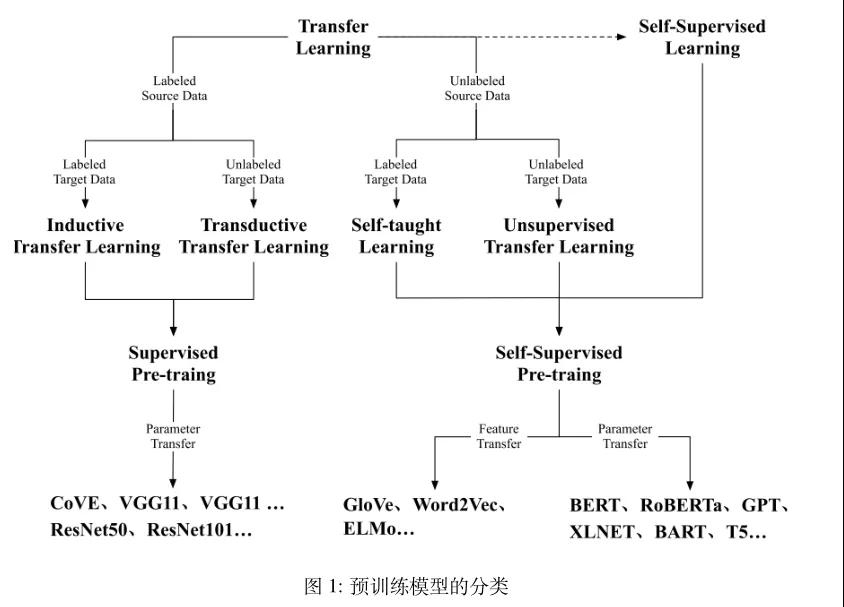 Transfer
Learning
Self-Supervised
Learning
Labeled
Source Data
Unlabeled
Source Data
Labeled
Target Data
Unlabeled
Target Data
Labeled
Target Data
Unlabeled
Target Data
Inductive
Transfer Learning
Transductive
Transfer Learning
Self-taught
Learning
Unsupervised
Transfer Learning
Supervised
Pre-traing
Self-Supervised
Pre-traing
Parameter
Transfer
Feature
Transfer
Parameter
Transfer
CoVE、VGG11、VGG11 ...
ResNet50、ResNet101...
GloVe、Word2Vec、
ELMo...
BERT、RoBERTa、GPT、
XLNET、BART、T5...
图 1: 预训练模型的分类